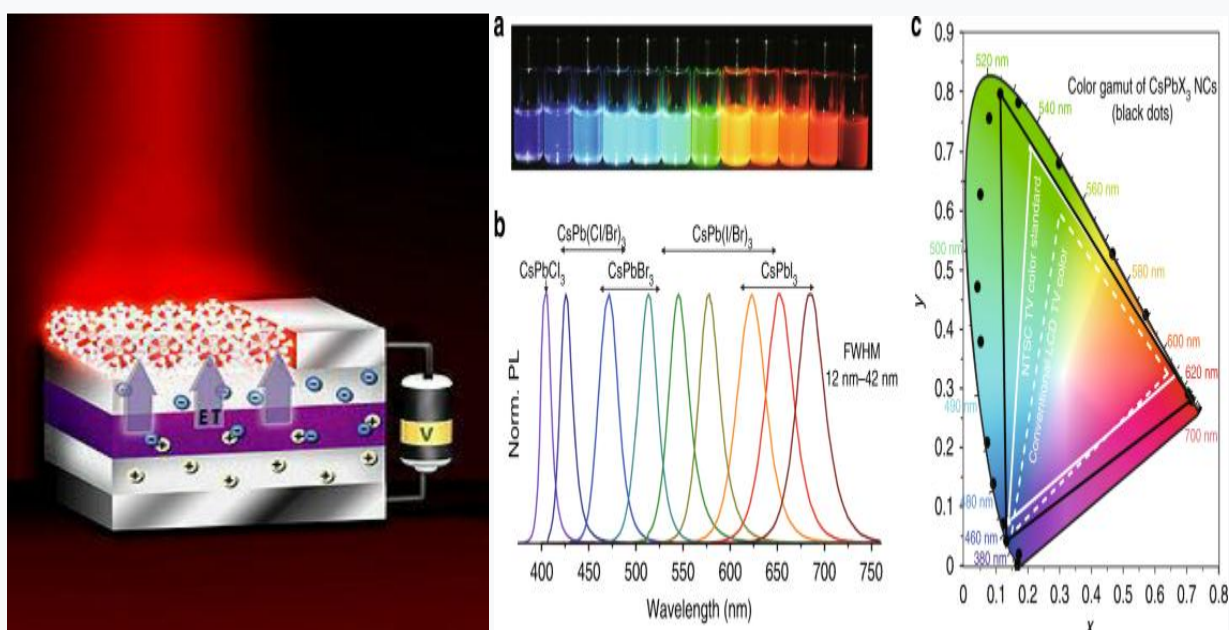 ET
V
a
b
CsPb(Cl/Br)3
CsPb(I/Br)3
CsPbCl3
CsPbBr3
CsPbI3
FWHM
12 nm–42 nm
Norm. PL
400 450 500 550 600 650 700 750
Wavelength (nm)
c
Color gamut of CsPbX3 NCs
(black dots)
520 nm
540 nm
560 nm
500 nm
580 nm
600 nm
620 nm
490 nm
700 nm
480 nm
460 nm
380 nm
NTSC TV color standard
Conventional LCD TV color
y
0.9
0.8
0.7
0.6
0.5
0.4
0.3
0.2
0.1
0
0 0.1 0.2 0.3 0.4 0.5 0.6 0.7 0.8
x